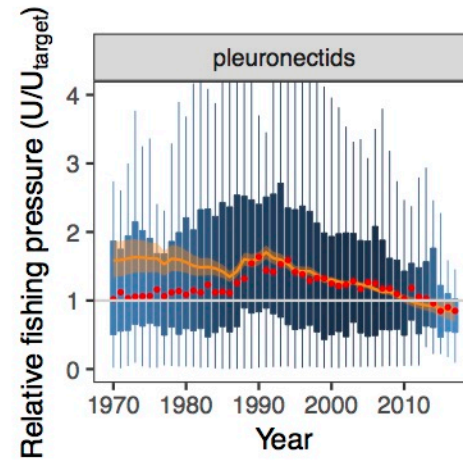 pleuronectids
Relative fishing pressure (U/Utarget)
4
3
2
1
0
1970 1980 1990 2000 2010
Year